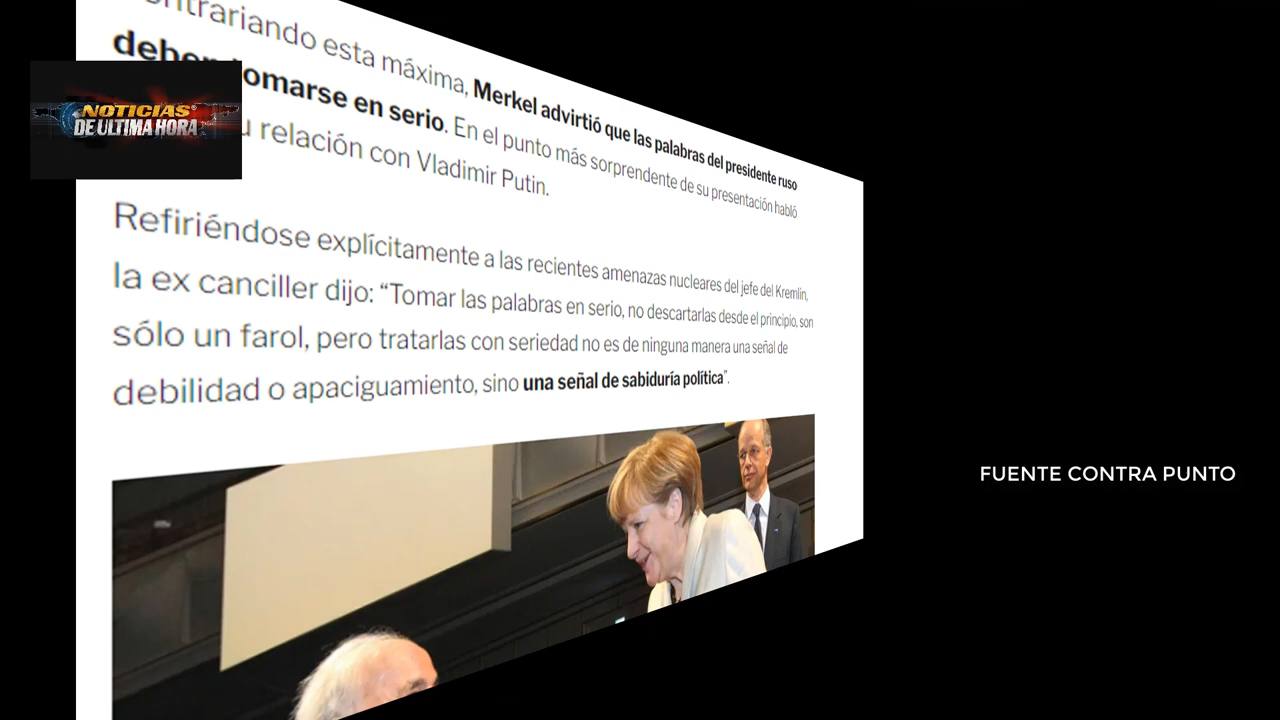 ontrariando esta máxima, Merkel advirtió que las palabras del presidente ruso
deben tomarse en serio. En el punto más sorprendente de su presentación habló
u relación con Vladimir Putin.
Refiriéndose explícitamente a las recientes amenazas nucleares del jefe del Kremlin,
la ex canciller dijo: “Tomar las palabras en serio, no descartarlas desde el principio, son
sólo un farol, pero tratarlas con seriedad no es de ninguna manera una señal de
debilidad o apaciguamiento, sino una señal de sabiduría política”.
NOTICIAS
DE ULTIMA HORA
FUENTE CONTRA PUNTO